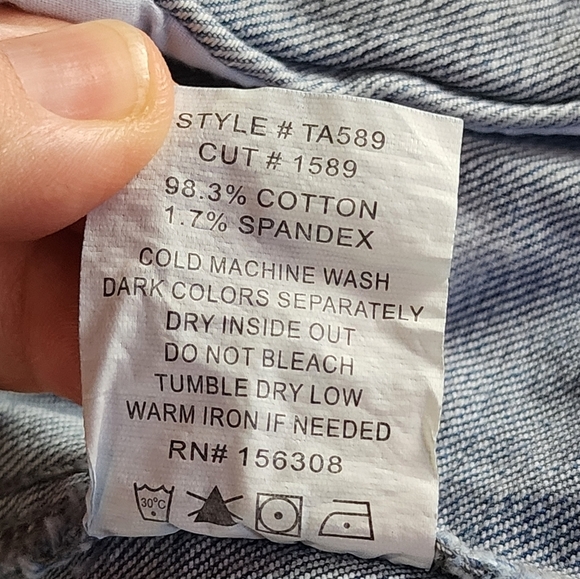 STYLE # TA589
CUT # 1589
98.3% COTTON
1.7% SPANDEX
COLD MACHINE WASH
DARK COLORS SEPARATELY
DRY INSIDE OUT
DO NOT BLEACH
TUMBLE DRY LOW
WARM IRON IF NEEDED
RN# 156308
30°C